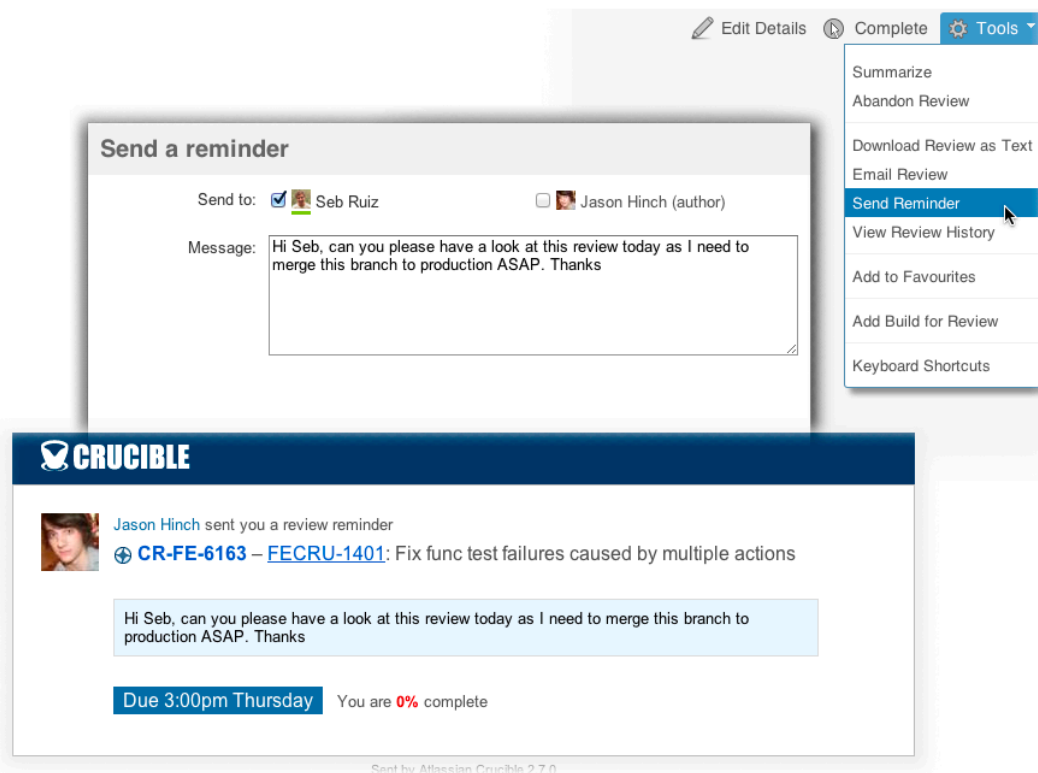 Edit Details Complete Tools
Summarize
Abandon Review
Download Review as Text
Email Review
Send Reminder
View Review History
Add to Favourites
Add Build for Review
Keyboard Shortcuts
Send a reminder
Send to: Seb Ruiz Jason Hinch (author)
Message: Hi Seb, can you please have a look at this review today as I need to
merge this branch to production ASAP. Thanks
CRUCIBLE
Jason Hinch sent you a review reminder
CR-FE-6163 – FECRU-1401: Fix func test failures caused by multiple actions
Hi Seb, can you please have a look at this review today as I need to merge this branch to
production ASAP. Thanks
Due 3:00pm Thursday You are 0% complete
Sent by Atlassian Crucible 2.7.0